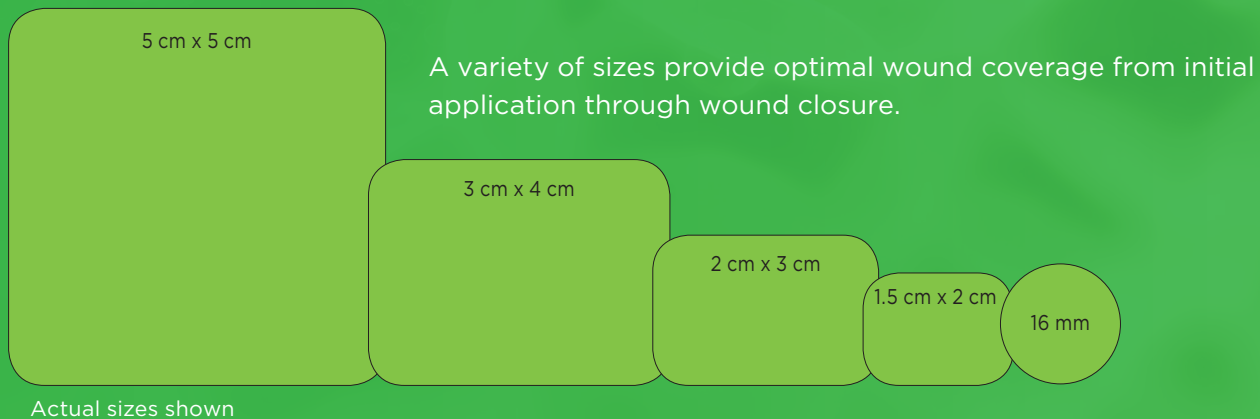 5 cm x 5 cm
A variety of sizes provide optimal wound coverage from initial
application through wound closure.
3 cm x 4 cm
2 cm x 3 cm
1.5 cm x 2 cm
16 mm
Actual sizes shown